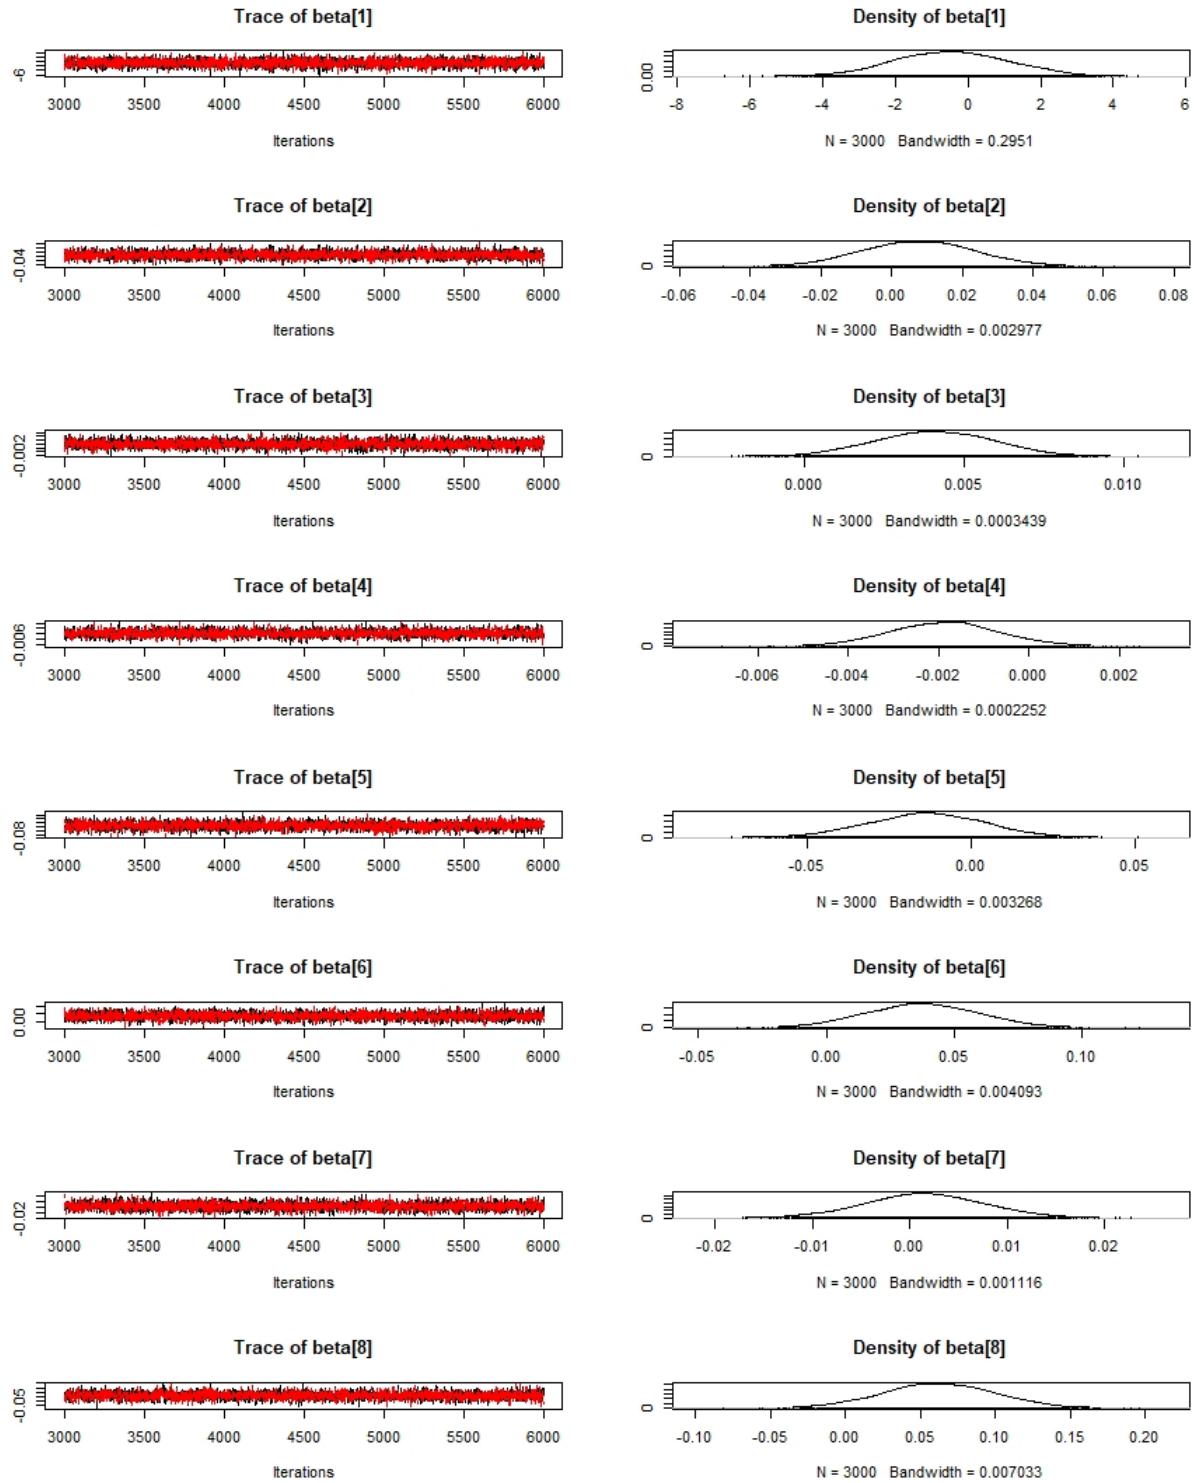 Trace of beta[1] Density of beta[1]
-6 0.00
3000 3500 4000 4500 5000 5500 6000 -8 -6 -4 -2 0 2 4 6
Iterations N = 3000 Bandwidth = 0.2951
Trace of beta[2] Density of beta[2]
-0.04 0
3000 3500 4000 4500 5000 5500 6000 -0.06 -0.04 -0.02 0.00 0.02 0.04 0.06 0.08
Iterations N = 3000 Bandwidth = 0.002977
Trace of beta[3] Density of beta[3]
-0.002 0
3000 3500 4000 4500 5000 5500 6000 0.000 0.005 0.010
Iterations N = 3000 Bandwidth = 0.0003439
Trace of beta[4] Density of beta[4]
-0.006 0
3000 3500 4000 4500 5000 5500 6000 -0.006 -0.004 -0.002 0.000 0.002
Iterations N = 3000 Bandwidth = 0.0002252
Trace of beta[5] Density of beta[5]
-0.08 0
3000 3500 4000 4500 5000 5500 6000 -0.05 0.00 0.05
Iterations N = 3000 Bandwidth = 0.003268
Trace of beta[6] Density of beta[6]
0.00 0
3000 3500 4000 4500 5000 5500 6000 -0.05 0.00 0.05 0.10
Iterations N = 3000 Bandwidth = 0.004093
Trace of beta[7] Density of beta[7]
-0.02 0
3000 3500 4000 4500 5000 5500 6000 -0.02 -0.01 0.00 0.01 0.02
Iterations N = 3000 Bandwidth = 0.001116
Trace of beta[8] Density of beta[8]
-0.05 0
3000 3500 4000 4500 5000 5500 6000 -0.10 -0.05 0.00 0.05 0.10 0.15 0.20
Iterations N = 3000 Bandwidth = 0.007033